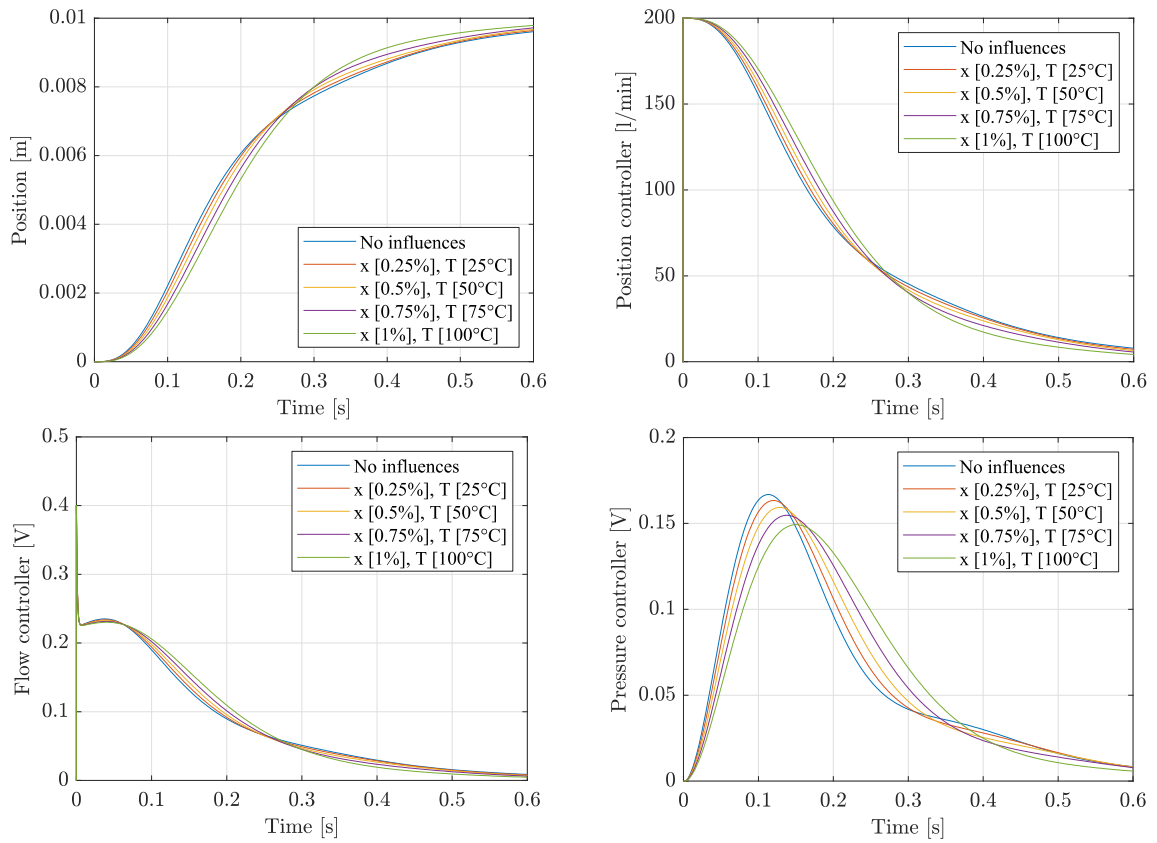 0.01
0.008
0.006
0.004
0.002
0
Position [m]
No influences
x [0.25%], T [25°C]
x [0.5%], T [50°C]
x [0.75%], T [75°C]
x [1%], T [100°C]
0 0.1 0.2 0.3 0.4 0.5 0.6
Time [s]
200
150
100
50
0
Position controller [l/min]
No influences
x [0.25%], T [25°C]
x [0.5%], T [50°C]
x [0.75%], T [75°C]
x [1%], T [100°C]
0 0.1 0.2 0.3 0.4 0.5 0.6
Time [s]
0.5
0.4
0.3
0.2
0.1
0
Flow controller [V]
No influences
x [0.25%], T [25°C]
x [0.5%], T [50°C]
x [0.75%], T [75°C]
x [1%], T [100°C]
0 0.1 0.2 0.3 0.4 0.5 0.6
Time [s]
0.2
0.15
0.1
0.05
0
Pressure controller [V]
No influences
x [0.25%], T [25°C]
x [0.5%], T [50°C]
x [0.75%], T [75°C]
x [1%], T [100°C]
0 0.1 0.2 0.3 0.4 0.5 0.6
Time [s]